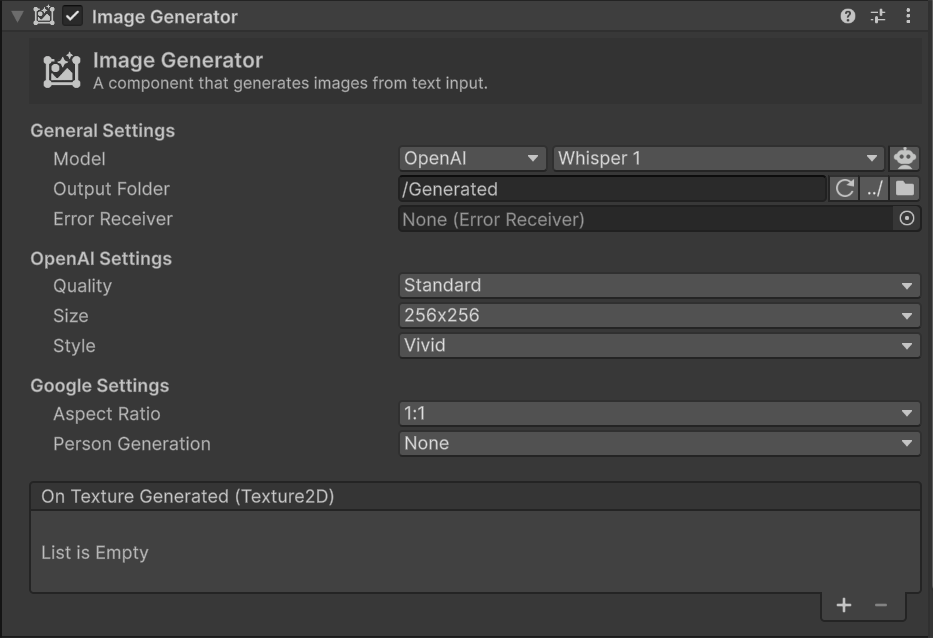 Image Generator
Image Generator
A component that generates images from text input.
General Settings
Model OpenAI Whisper 1
Output Folder /Generated ../
Error Receiver None (Error Receiver)
OpenAI Settings
Quality Standard
Size 256x256
Style Vivid
Google Settings
Aspect Ratio 1:1
Person Generation None
On Texture Generated (Texture2D)
List is Empty